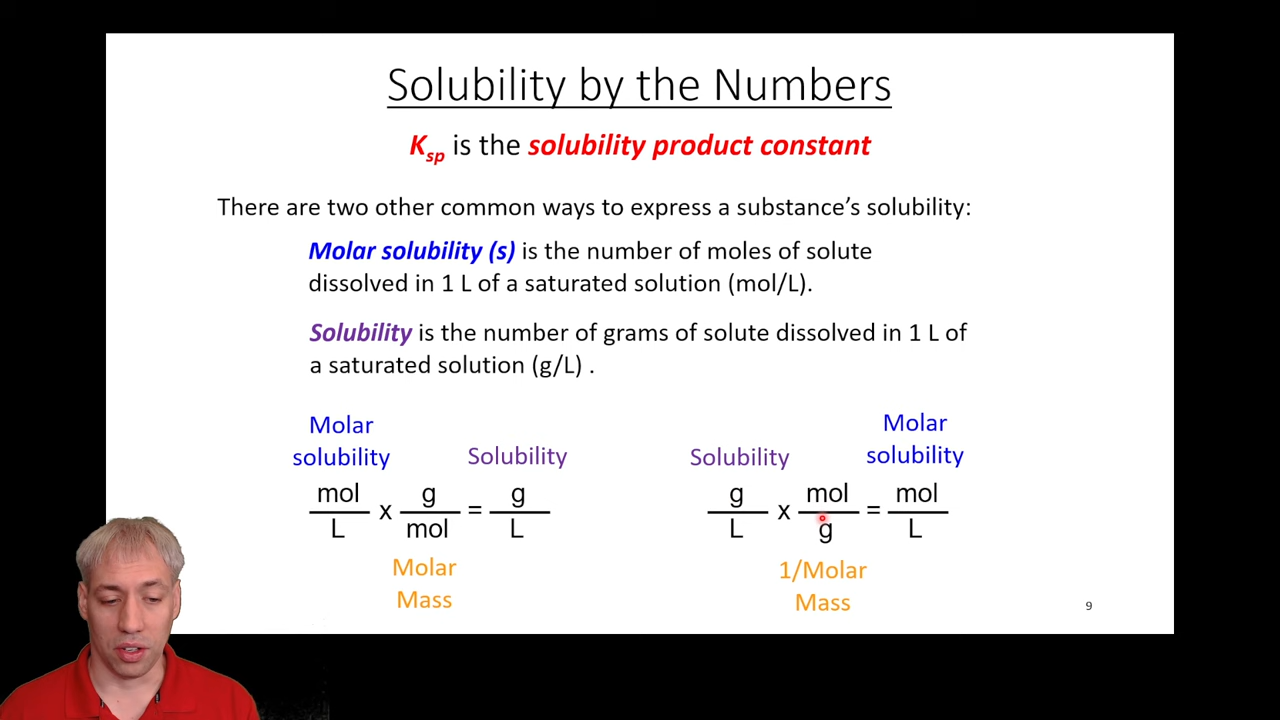 Solubility by the Numbers
Ksp is the solubility product constant
There are two other common ways to express a substance’s solubility:
Molar solubility (s) is the number of moles of solute
dissolved in 1 L of a saturated solution (mol/L).
Solubility is the number of grams of solute dissolved in 1 L of
a saturated solution (g/L) .
Molar
solubility
Solubility
mol
L
x
g
mol
=
g
L
Molar
Mass
Solubility
Molar
solubility
g
L
x
mol
g
=
mol
L
1/Molar
Mass
9